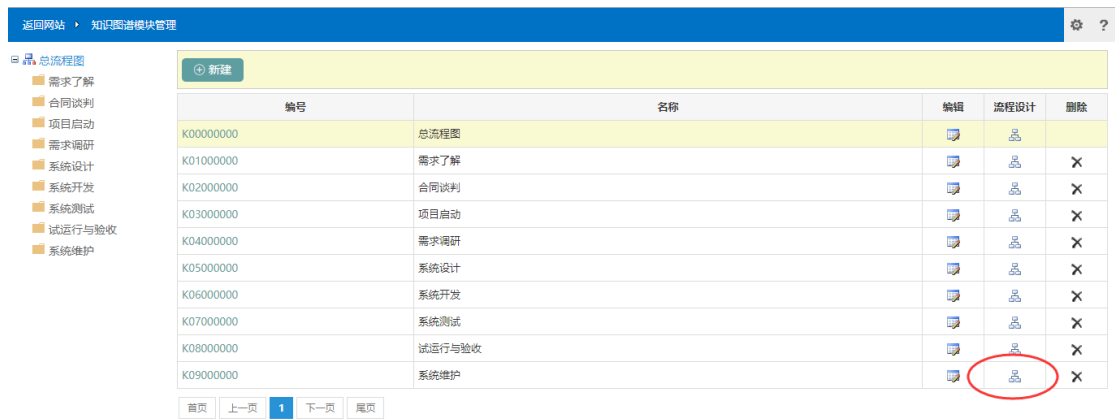 返回网站 知识图谱模块管理 ?
总流程图
需求了解
合同谈判
项目启动
需求调研
系统设计
系统开发
系统测试
试运行与验收
系统维护
新建
编号 名称 编辑 流程设计 删除
K00000000 总流程图
K01000000 需求了解
K02000000 合同谈判
K03000000 项目启动
K04000000 需求调研
K05000000 系统设计
K06000000 系统开发
K07000000 系统测试
K08000000 试运行与验收
K09000000 系统维护
首页 上一页 1 下一页 尾页